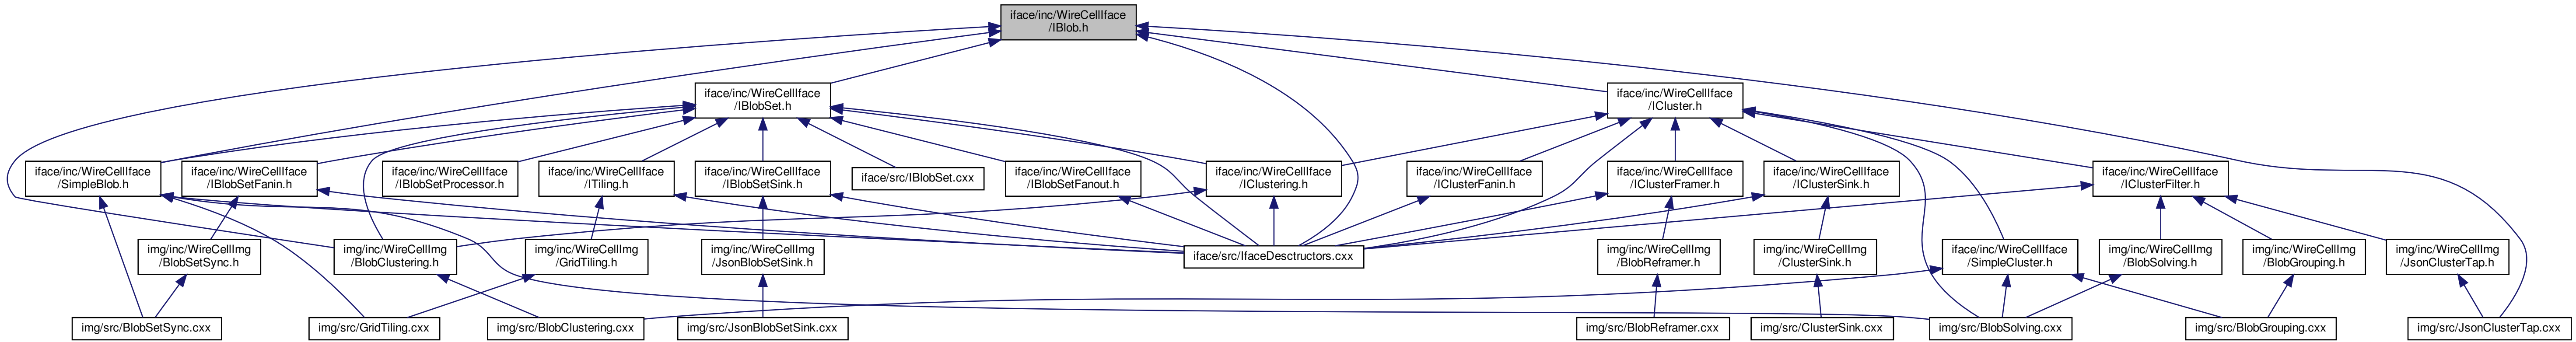 iface/inc/WireCellIface
/IBlob.h
iface/inc/WireCellIface
/IBlobSet.h
iface/inc/WireCellIface
/ICluster.h
iface/inc/WireCellIface
/SimpleBlob.h
iface/inc/WireCellIface
/IBlobSetFanin.h
iface/inc/WireCellIface
/IBlobSetProcessor.h
iface/inc/WireCellIface
/ITiling.h
iface/inc/WireCellIface
/IBlobSetSink.h
iface/src/IBlobSet.cxx
iface/inc/WireCellIface
/IBlobSetFanout.h
iface/inc/WireCellIface
/IClustering.h
iface/inc/WireCellIface
/IClusterFanin.h
iface/inc/WireCellIface
/IClusterFramer.h
iface/inc/WireCellIface
/IClusterSink.h
iface/inc/WireCellIface
/IClusterFilter.h
img/inc/WireCellImg
/BlobSetSync.h
img/inc/WireCellImg
/BlobClustering.h
img/inc/WireCellImg
/GridTiling.h
img/inc/WireCellImg
/JsonBlobSetSink.h
iface/src/IfaceDesctructors.cxx
img/inc/WireCellImg
/BlobReframer.h
img/inc/WireCellImg
/ClusterSink.h
iface/inc/WireCellIface
/SimpleCluster.h
img/inc/WireCellImg
/BlobSolving.h
img/inc/WireCellImg
/BlobGrouping.h
img/inc/WireCellImg
/JsonClusterTap.h
img/src/BlobSetSync.cxx
img/src/GridTiling.cxx
img/src/BlobClustering.cxx
img/src/JsonBlobSetSink.cxx
img/src/BlobReframer.cxx
img/src/ClusterSink.cxx
img/src/BlobSolving.cxx
img/src/BlobGrouping.cxx
img/src/JsonClusterTap.cxx